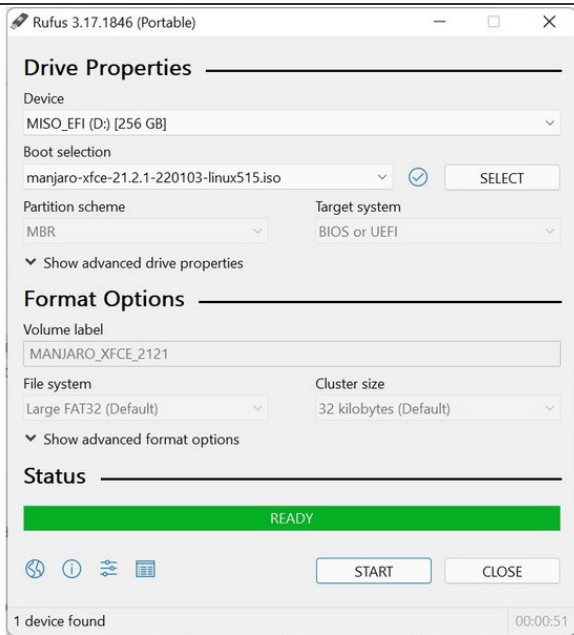 Rufus 3.17.1846 (Portable)
Drive Properties
Device
MISO_EFI (D:) [256 GB]
Boot selection
manjaro-xfce-21.2.1-220103-linux515.iso SELECT
Partition scheme Target system
MBR BIOS or UEFI
Show advanced drive properties
Format Options
Volume label
MANJARO_XFCE_2121
File system Cluster size
Large FAT32 (Default) 32 kilobytes (Default)
Show advanced format options
Status
READY
START CLOSE
1 device found 00:00:51